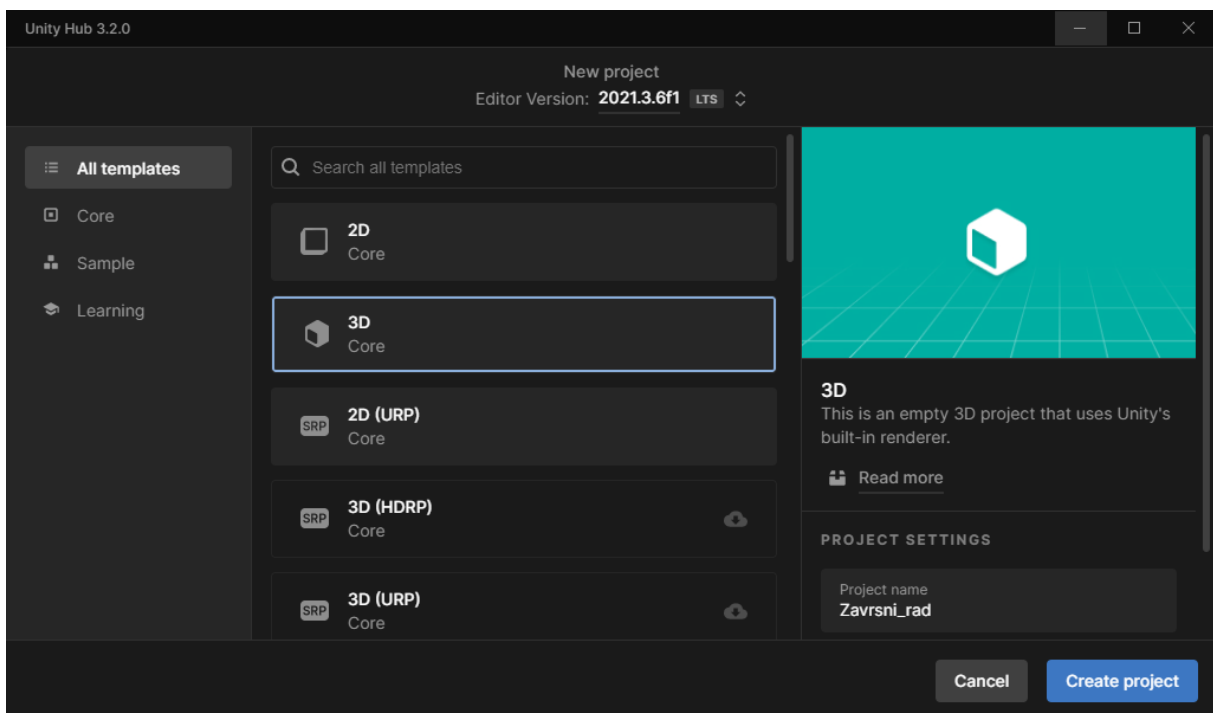 Unity Hub 3.2.0
New project
Editor Version: 2021.3.6f1 LTS
All templates
Core
Sample
Learning
Search all templates
2D
Core
3D
Core
SRP
2D (URP)
Core
SRP
3D (HDRP)
Core
SRP
3D (URP)
Core
3D
This is an empty 3D project that uses Unity's
built-in renderer.
Read more
PROJECT SETTINGS
Project name
Zavrsni_rad
Cancel
Create project